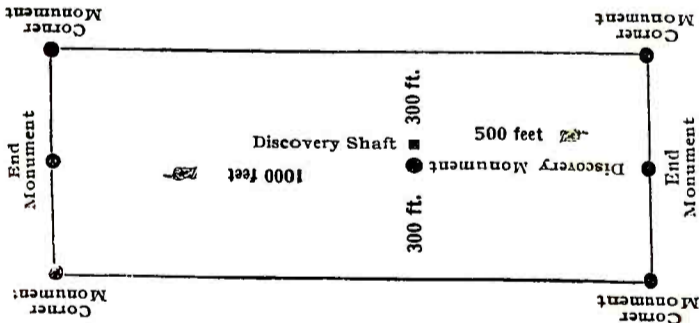 Corner
Monument
Corner
Monument
300 ft.
500 feet
Discovery Shaft
Discovery Monument
End
Monument
1000 feet
End
Monument
300 ft.
Corner
Monument
Corner
Monument